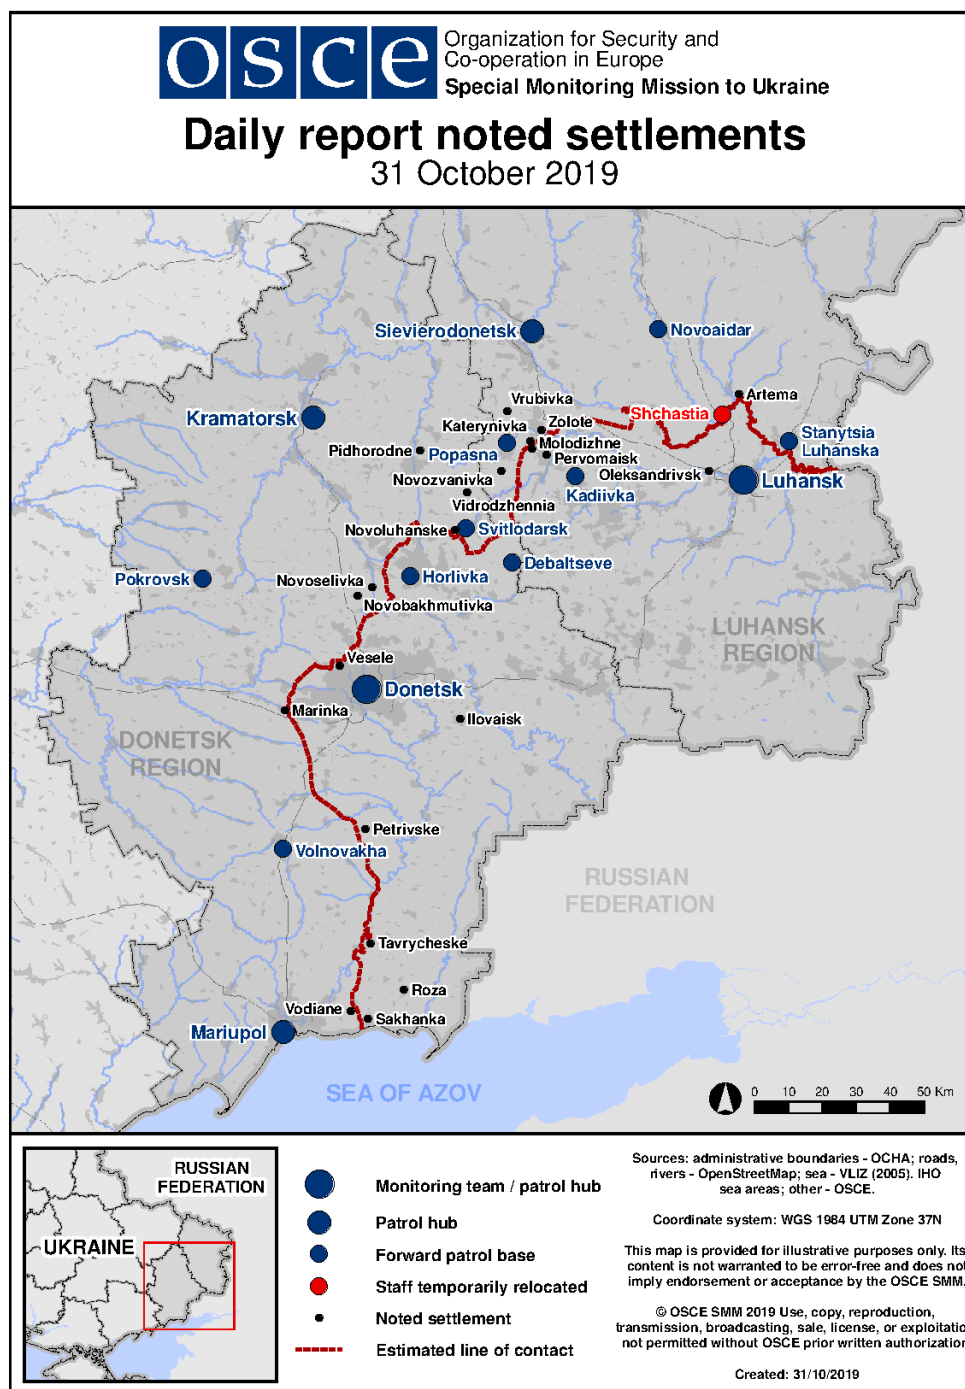 osce
Organization for Security and
Co-operation in Europe
Special Monitoring Mission to Ukraine
Daily report noted settlements
31 October 2019
Sievierodonetsk
Novoaidar
Artema
Vrubivka
Shchastia
Kramatorsk
Katerynivka
Zolote
Stanytsia
Luhanska
Molodizhne
Pidhorodne
Popasna
Pervomaisk
Oleksandrivsk
Luhansk
Novozvanivka
Kadiivka
Vidrodzhennia
Novoluhanske
Svitlodarsk
Debaltseve
Pokrovsk
Novoselivka
Horlivka
Novobakhmutivka
LUHANSK
REGION
Vesele
Donetsk
Marinka
Ilovaisk
DONETSK
REGION
Petrivske
Volnovakha
RUSSIAN
FEDERATION
Tavrycheske
Roza
Vodiane
Sakhanka
Mariupol
SEA OF AZOV
0 10 20 30 40 50 Km
RUSSIAN
FEDERATION
UKRAINE
Monitoring team / patrol hub
Patrol hub
Forward patrol base
Staff temporarily relocated
Noted settlement
Estimated line of contact
Sources: administrative boundaries - OCHA; roads,
rivers - OpenStreetMap; sea - VLIZ (2005). IHO
sea areas; other - OSCE.
Coordinate system: WGS 1984 UTM Zone 37N
This map is provided for illustrative purposes only. Its
content is not warranted to be error-free and does not
imply endorsement or acceptance by the OSCE SMM.
© OSCE SMM 2019 Use, copy, reproduction,
transmission, broadcasting, sale, license, or exploitatio
not permitted without OSCE prior written authorization
Created: 31/10/2019